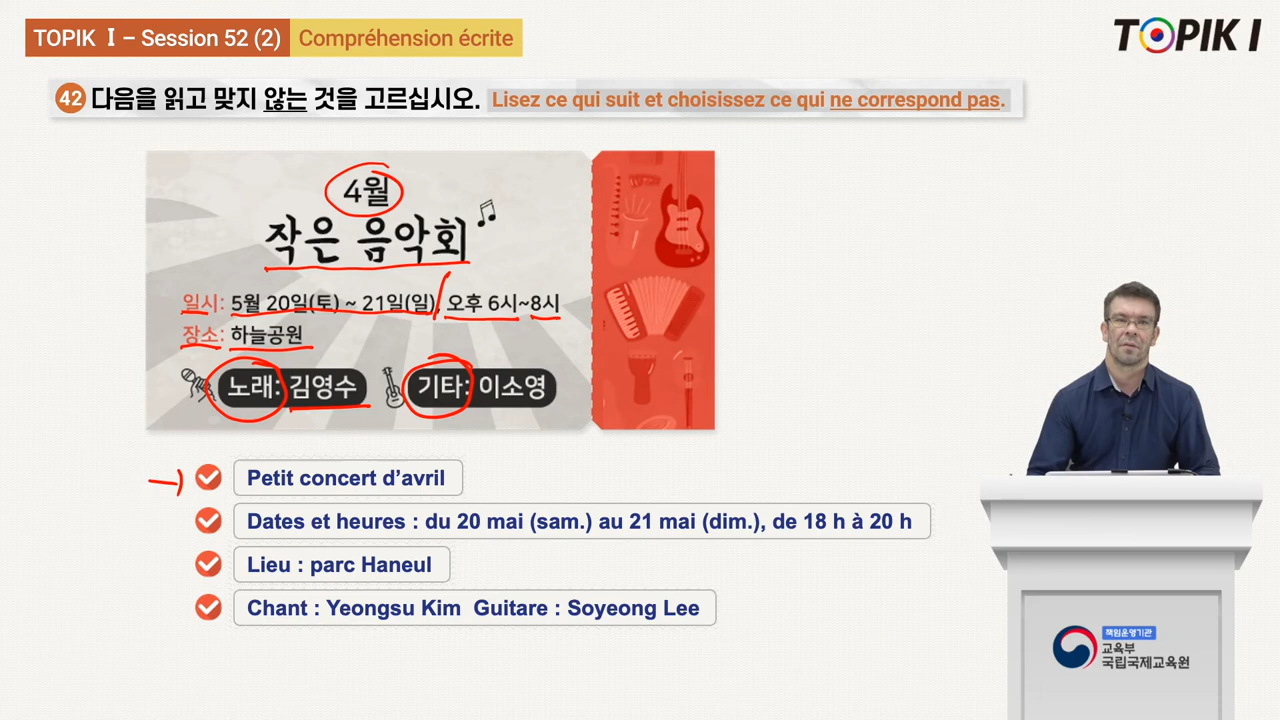 TOPIK I – Session 52 (2) Compréhension écrite
TOPIK I
42 다음을 읽고 맞지 않는 것을 고르십시오. Lisez ce qui suit et choisissez ce qui ne correspond pas.
4월
작은 음악회
일시: 5월 20일(토) ~ 21일(일), 오후 6시~8시
장소: 하늘공원
노래: 김영수 기타: 이소영
Petit concert d’avril
Dates et heures : du 20 mai (sam.) au 21 mai (dim.), de 18 h à 20 h
Lieu : parc Haneul
Chant : Yeongsu Kim Guitare : Soyeong Lee
책임운영기관
교육부
국립국제교육원